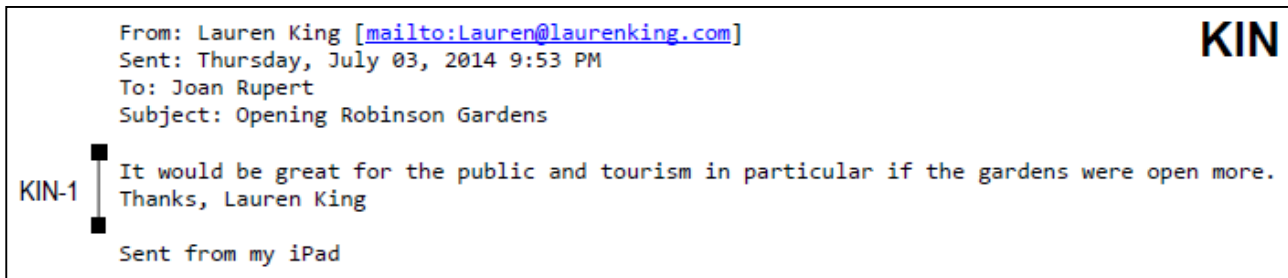 KIN
From: Lauren King [mailto:Lauren@laurenking.com]
Sent: Thursday, July 03, 2014 9:53 PM
To: Joan Rupert
Subject: Opening Robinson Gardens
KIN-1
It would be great for the public and tourism in particular if the gardens were open more.
Thanks, Lauren King
Sent from my iPad